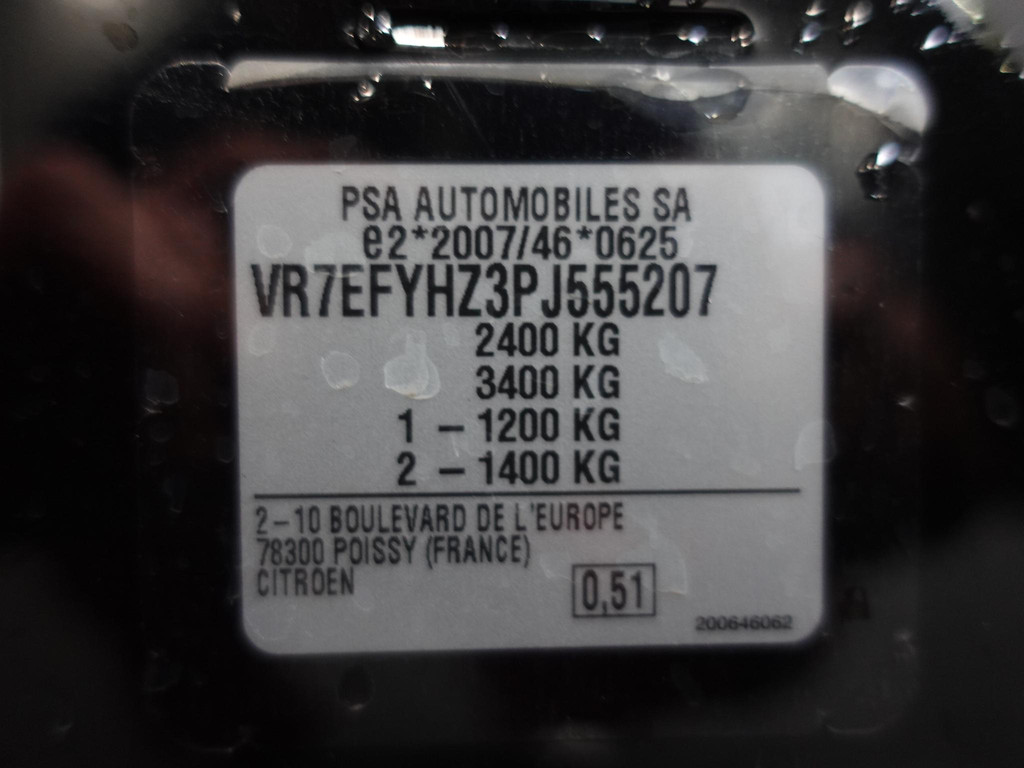 PSA AUTOMOBILES SA
e2*2007/46*0625
VR7EFYHZ3PJ555207
2400 KG
3400 KG
1 – 1200 KG
2 – 1400 KG
2–10 BOULEVARD DE L'EUROPE
78300 POISSY (FRANCE)
CITROEN
0,51
200646062